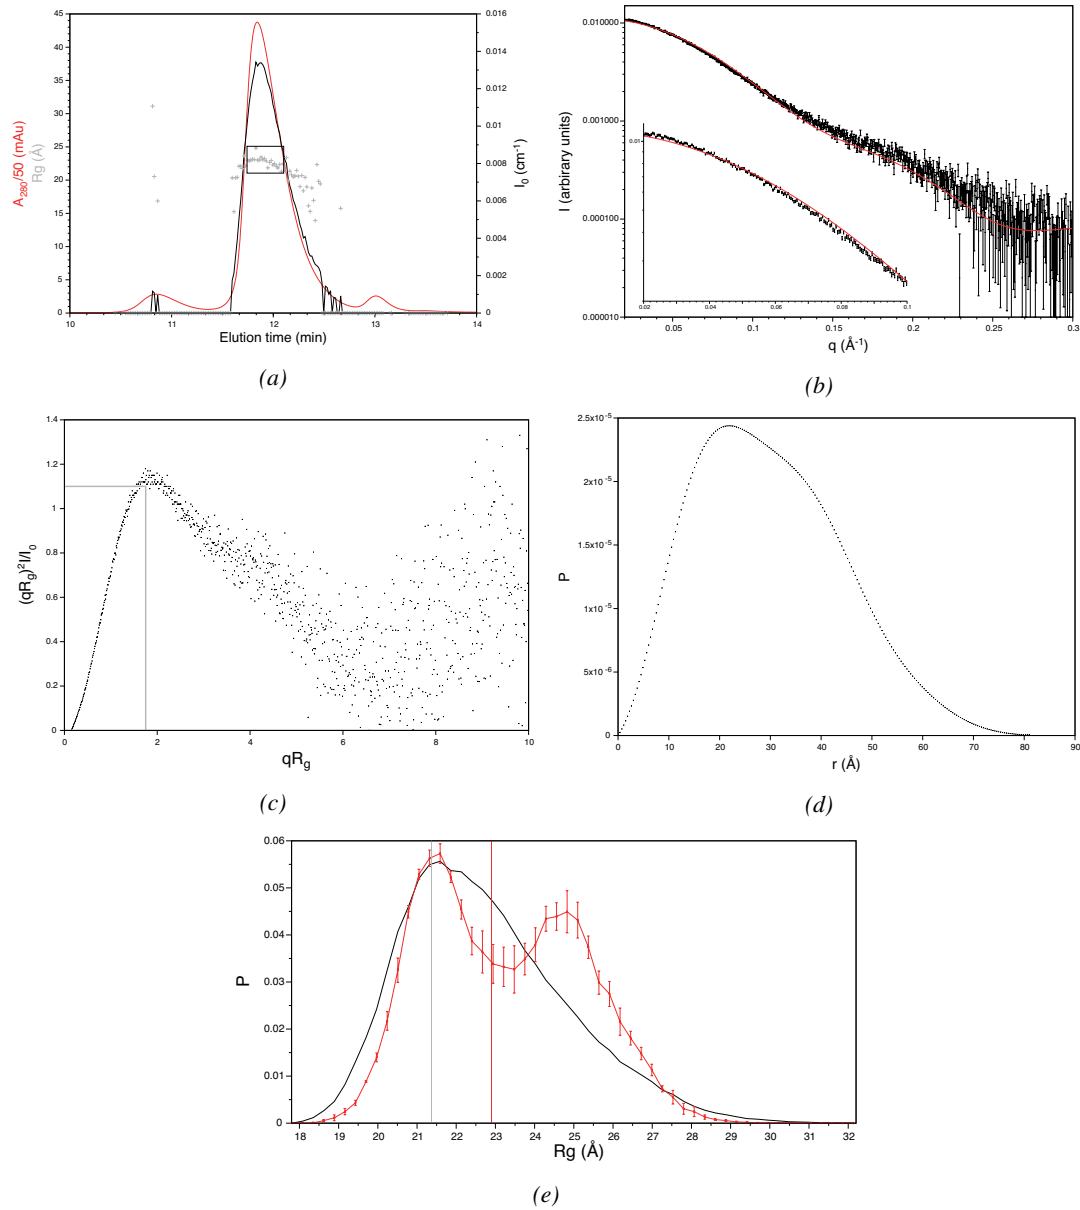 45
40
35
30
25
20
15
10
5
0
A280/50 (mAu)
Rg (Å)
0.016
0.014
0.012
0.01
0.008
0.006
0.004
0.002
0
I0 (cm-1)
10 11 12 13 14
Elution time (min)
(a)
0.010000
0.001000
0.000100
0.000010
I (arbitrary units)
0.01
0.02 0.04 0.06 0.08 0.1
0.05 0.1 0.15 0.2 0.25 0.3
q (Å-1)
(b)
1.4
1.2
1
0.8
0.6
0.4
0.2
0
(qRg)2I/I0
0 2 4 6 8 10
qRg
(c)
2.5x10-5
2x10-5
1.5x10-5
1x10-5
5x10-6
0
P
0 10 20 30 40 50 60 70 80 90
r (Å)
(d)
0.06
0.05
0.04
0.03
0.02
0.01
0
P
18 19 20 21 22 23 24 25 26 27 28 29 30 31 32
Rg (Å)
(e)